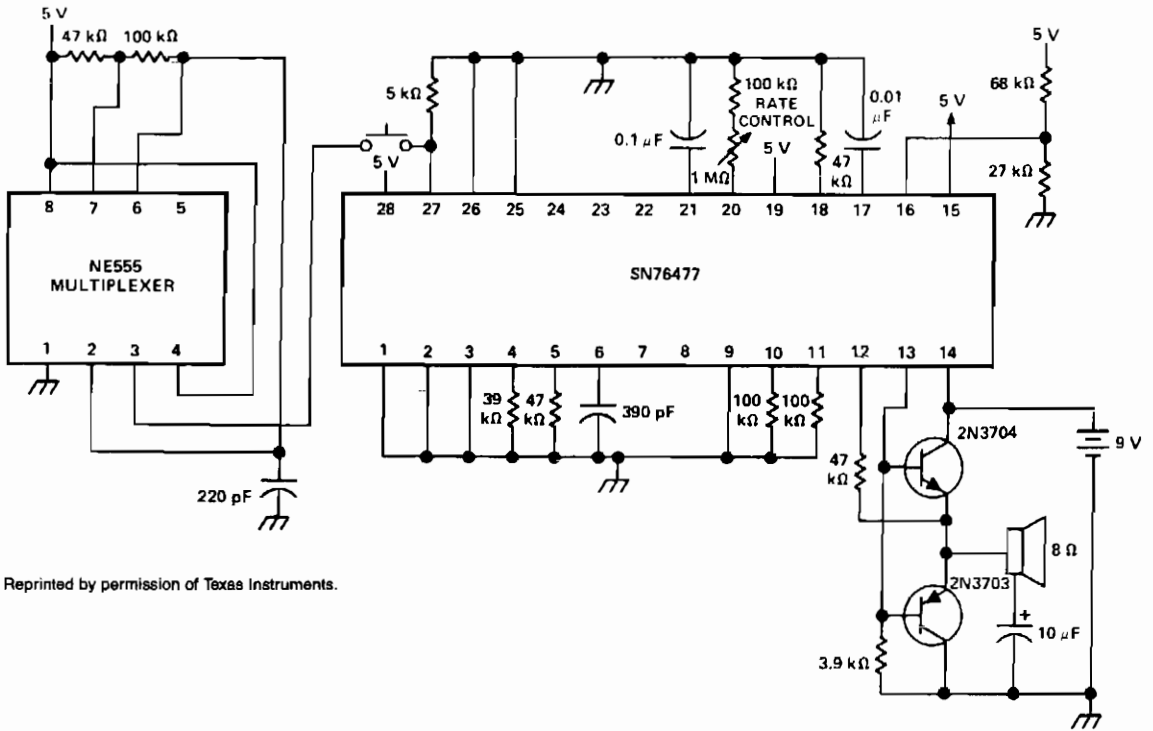 5 V
47 kΩ 100 kΩ
8 7 6 5
NE555
MULTIPLEXER
1 2 3 4
220 pF
5 kΩ
5 V
0.1 μF
100 kΩ
RATE
CONTROL
1 MΩ
5 V
47
kΩ
0.01
μF
5 V
5 V
68 kΩ
27 kΩ
28 27 26 25 24 23 22 21 20 19 18 17 16 15
SN76477
1 2 3 4 5 6 7 8 9 10 11 12 13 14
39
kΩ
47
kΩ
390 pF
100
kΩ
100
kΩ
47
kΩ
2N3704
9 V
8 Ω
2N3703
+
10 μF
3.9 kΩ
Reprinted by permission of Texas Instruments.